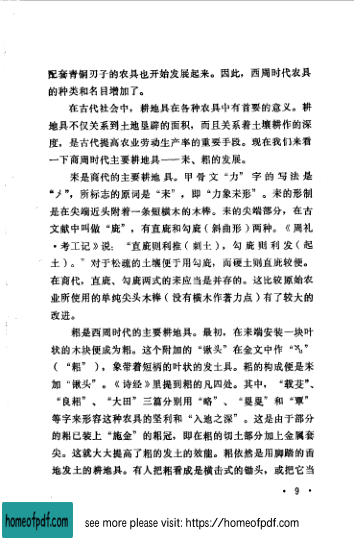 配套青铜刃子的农具也开始发展起来。因此,西周时代农具
的种类和名目增加了。
在古代社会中,耕地具在各种农具中有首要的意义。耕
地具不仅关系到土地垦辟的面积,而且关系着土壤耕作的深
度,是古代提高农业劳动生产率的重要手段。现在我们来看
一下商周时代主要耕地具——耒、耜的发展。
耒是商代的主要耕地具。甲骨文“力”字的写法是
“”,所标志的原词是“耒”,即“力象耒形”。耒的形制
是在尖端近头附着一条短横木的木棒。耒的尖端部分,在古
文献中叫做“庛”,有直庛和勾庛(斜曲形)两种。《周礼
·考工记》说:“直庛则利推(刺土),勾庛则利发(起
土)。”对于松疏的土壤便于用勾庛,而硬土则直庛较便。
在商代,直庛、勾庛两式的耒应当是并存的。这比较原始农
业所使用的单纯尖头木棒(没有横木作著力点)有了较大的
改进。
耜是西周时代的主要耕地具。最初,在耒端安装一块叶
状的木块便成为耜。这个附加的“锹头”在金文中作“”
(“耜”),象带着短柄的叶状的发土具。耜的构成便是耒
加“锹头”。《诗经》里提到耜的凡四处。其中,“载芟”、
“良耜”、“大田”三篇分别用“略”、“畟畟”和“覃”
等字来形容这种农具的坚利和“入地之深”。这是由于部分
的耜已装上“施金”的耜冠,即在耜的切土部分加上金属套
尖。这就大大提高了耜的发土的效能。耜依然是用脚踏的啬
地发土的耕地具。有人把耜看成是横击式的锄头,或把它当
· 9 ·
homeofpdf.com
see more please visit: https://homeofpdf.com